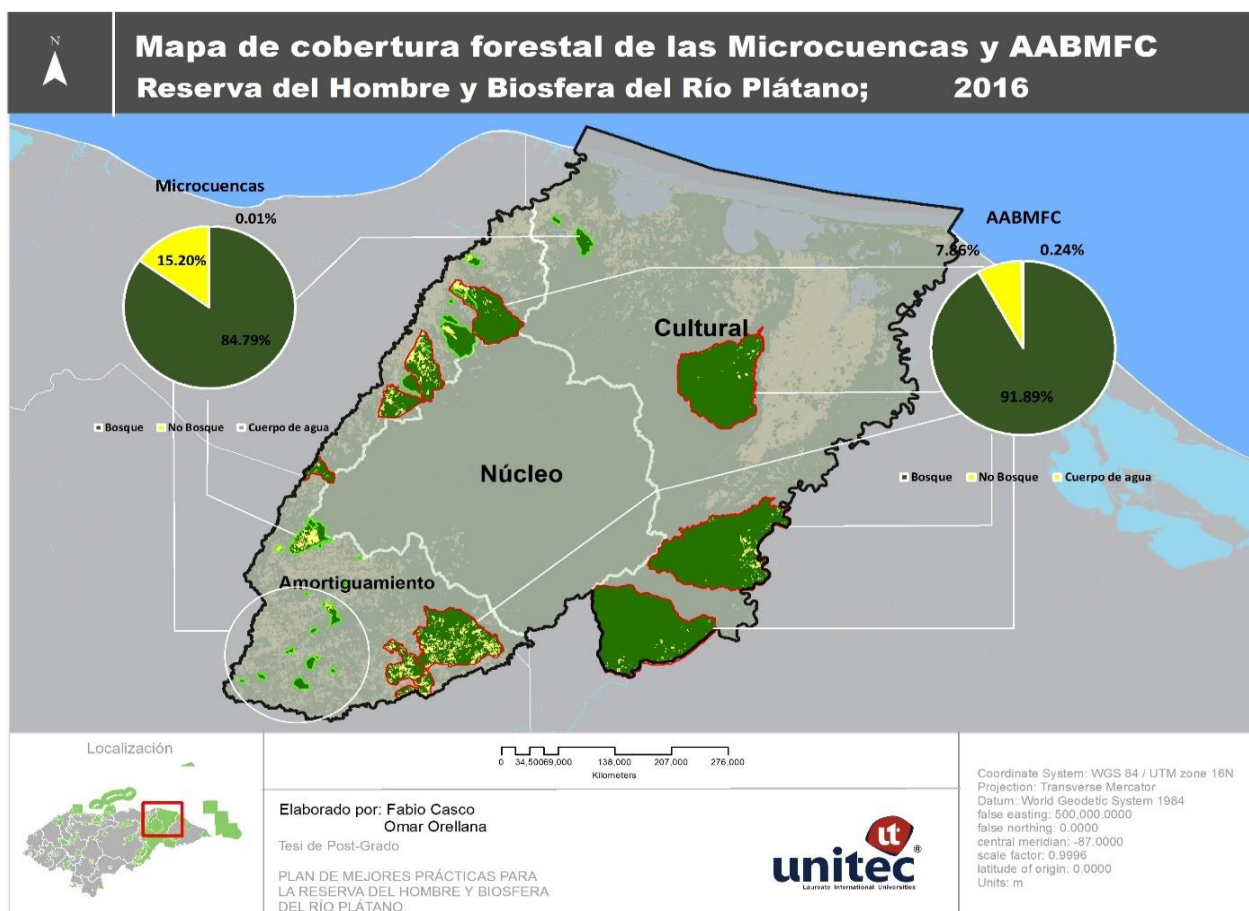 N
Mapa de cobertura forestal de las Microcuencas y AABMFC
Reserva del Hombre y Biosfera del Río Plátano; 2016
Microcuencas
0.01%
15.20%
84.79%
Bosque No Bosque Cuerpo de agua
AABMFC
7.86% 0.24%
91.89%
Bosque No Bosque Cuerpo de agua
Cultural
Núcleo
Amortiguamiento
Localización
0 34,50069,000 138,000 207,000 276,000
Kilometers
Elaborado por: Fabio Casco
Omar Orellana
Tesi de Post-Grado
PLAN DE MEJORES PRÁCTICAS PARA
LA RESERVA DEL HOMBRE Y BIOSFERA
DEL RÍO PLÁTANO.
ut
unitec®
Laureate International Universities
Coordinate System: WGS 84 / UTM zone 16N
Projection: Transverse Mercator
Datum: World Geodetic System 1984
false easting: 500,000.0000
false northing: 0.0000
central meridian: -87.0000
scale factor: 0.9996
latitude of origin: 0.0000
Units: m